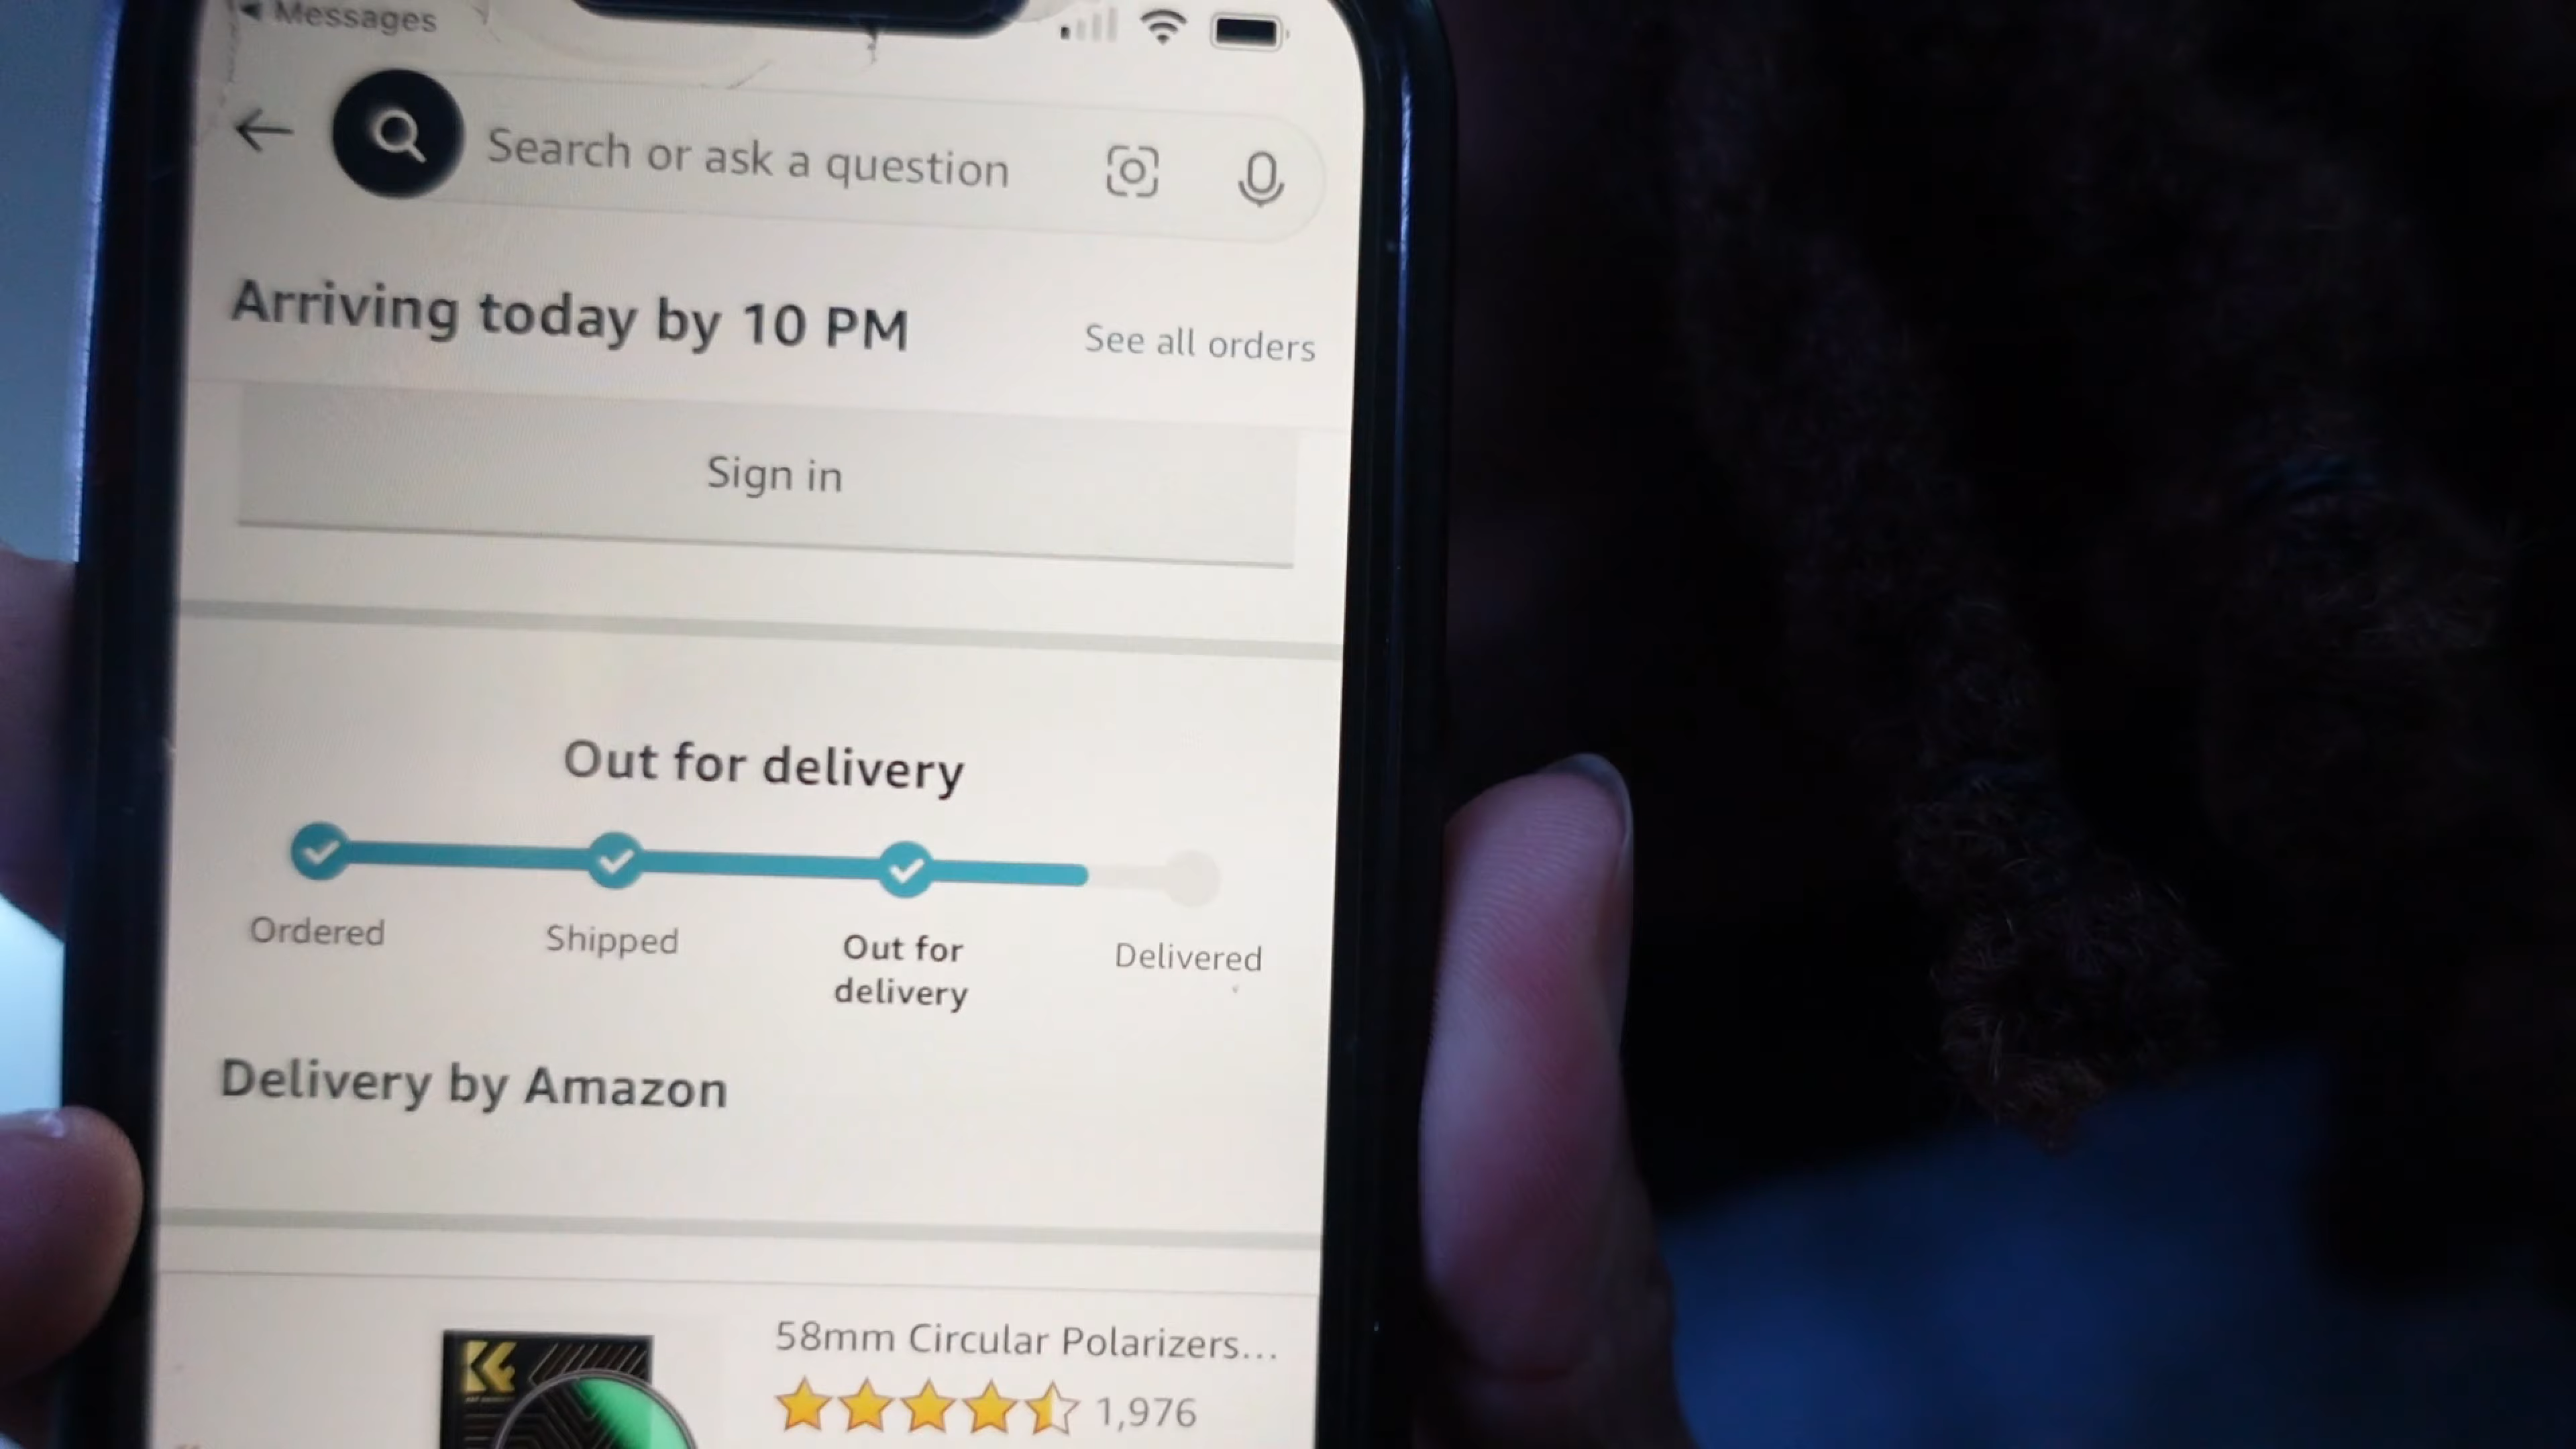 Messages
Search or ask a question
Arriving today by 10 PM
See all orders
Sign in
Out for delivery
Ordered
Shipped
Out for
delivery
Delivered
Delivery by Amazon
58mm Circular Polarizers...
1,976